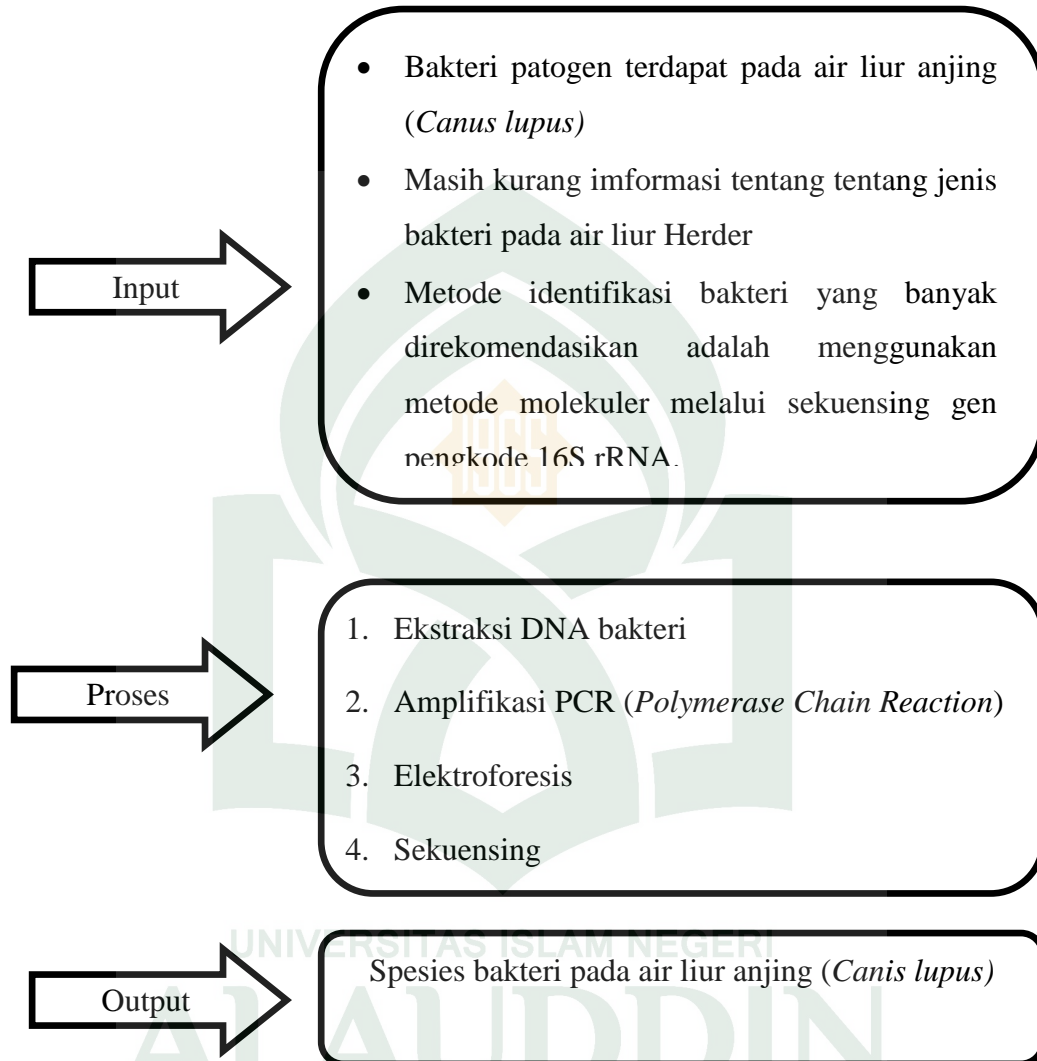 • Bakteri patogen terdapat pada air liur anjing
(Canus lupus)
• Masih kurang imformasi tentang tentang jenis
bakteri pada air liur Herder
Input
• Metode identifikasi bakteri yang banyak
direkomendasikan adalah menggunakan
metode molekuler melalui sekuensing gen
pengkode 16S rRNA.
1. Ekstraksi DNA bakteri
Proses
2. Amplifikasi PCR (Polymerase Chain Reaction)
3. Elektroforesis
4. Sekuensing
UNIVERSITAS ISLAM NEGERI
Spesies bakteri pada air liur anjing (Canis lupus)
Output
ALAUDDIN